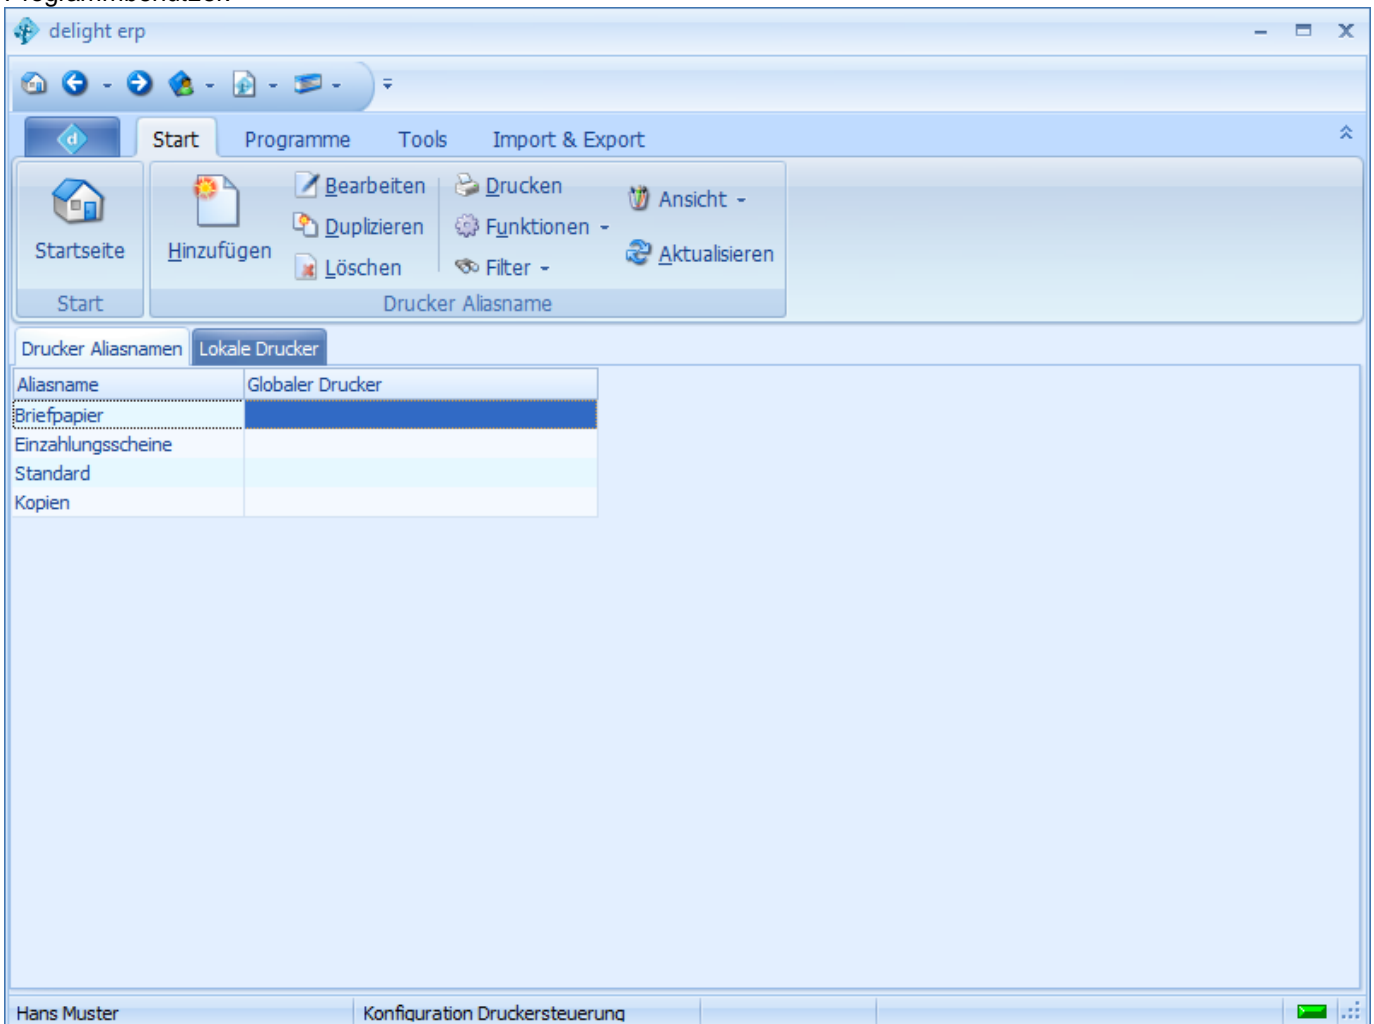 Programmbenutzer.
delight erp
Start Programme Tools Import & Export
Startseite
Hinzufügen
Bearbeiten
Duplizieren
Löschen
Drucken
Funktionen
Filter
Ansicht
Aktualisieren
Start
Drucker Aliasname
Drucker Aliasnamen Lokale Drucker
Aliasname Globaler Drucker
Briefpapier
Einzahlungsscheine
Standard
Kopien
Hans Muster Konfiguration Druckersteuerung